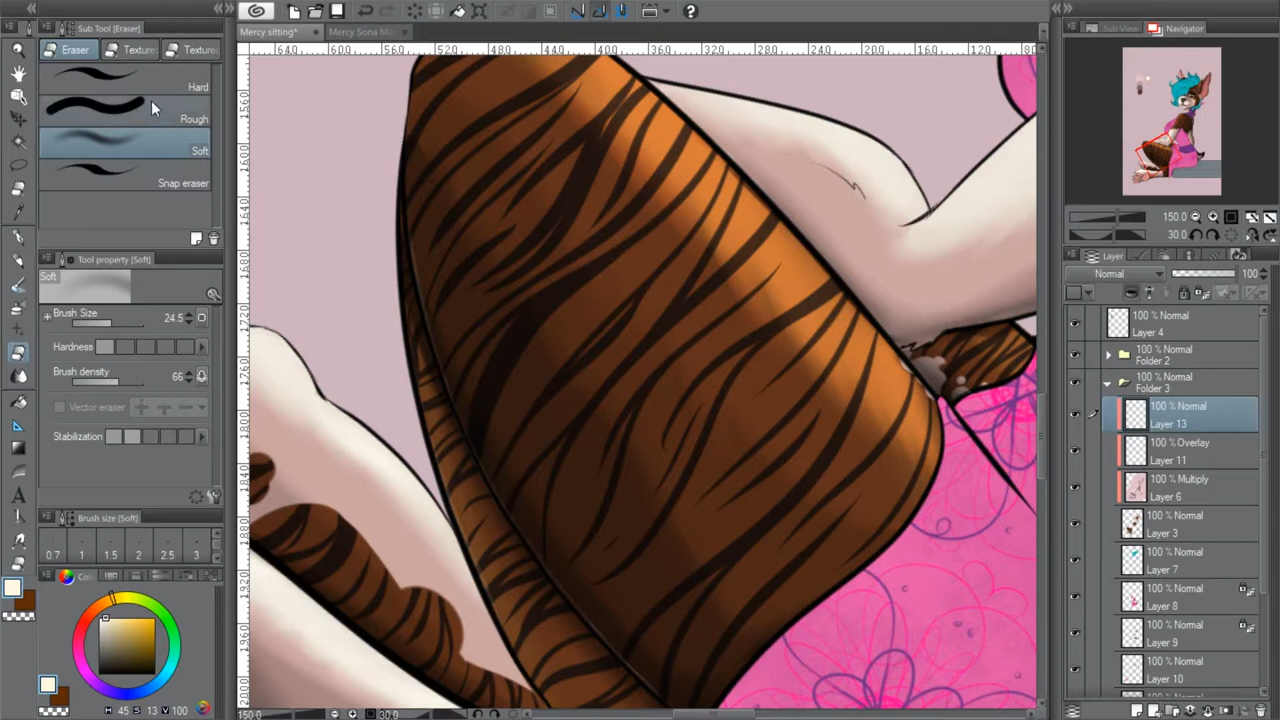 Sub Tool [Eraser]
Eraser
Texture
Texture
Hard
Rough
Soft
Snap eraser
Tool property [Soft]
Soft
Brush Size 24.5
Hardness
Brush density 66
Vector eraser
Stabilization
Brush size [Soft]
0.7 1 1.5 2 2.5 3
H 45 S 13 V 100
Mercy sitting*
Mercy Sona M
640 600 560 520 480 440 400 360 320 280 240 200 160 120 80
1560
1600
1640
1680
1720
1760
1800
1840
1880
1920
1960
2000
150.0 30.0
Sub View
Navigator
150.0
30.0
Layer
Normal 100
100 % Normal
Layer 4
100 % Normal
Folder 2
100 % Normal
Folder 3
100 % Normal
Layer 13
100 % Overlay
Layer 11
100 % Multiply
Layer 6
100 % Normal
Layer 3
100 % Normal
Layer 7
100 % Normal
Layer 8
100 % Normal
Layer 9
100 % Normal
Layer 10